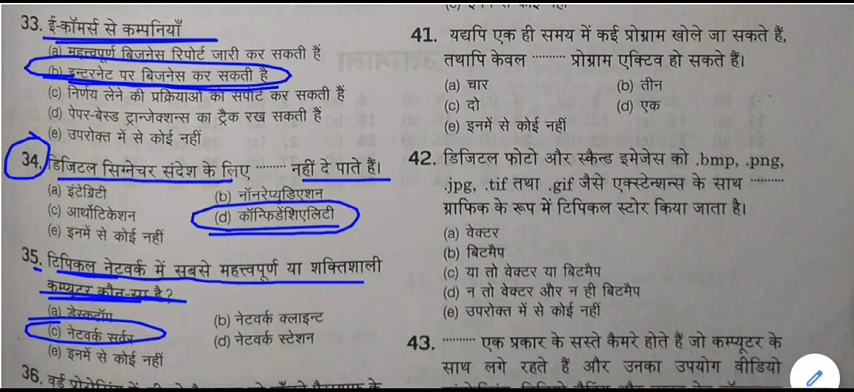 33. ई-कॉमर्स से कम्पनियाँ
(a) महत्त्वपूर्ण बिजनेस रिपोर्ट जारी कर सकती हैं
(b) इन्टरनेट पर बिजनेस कर सकती हैं
(c) निर्णय लेने की प्रक्रियाओं को सपोर्ट कर सकती हैं
(d) पेपर-बेस्ड ट्रान्जेक्शन्स का ट्रैक रख सकती हैं
(e) उपरोक्त में से कोई नहीं
34. डिजिटल सिग्नेचर संदेश के लिए ········· नहीं दे पाते हैं।
(a) इंटेग्रिटी (b) नॉनरेप्युडिएशन
(c) आर्थोटिकेशन (d) कॉन्फिडेंशिएलिटी
(e) इनमें से कोई नहीं
35. टिपिकल नेटवर्क में सबसे महत्त्वपूर्ण या शक्तिशाली
कम्प्यूटर कौन-सा है?
(a) डेस्कटॉप (b) नेटवर्क क्लाइन्ट
(c) नेटवर्क सर्वर (d) नेटवर्क स्टेशन
(e) इनमें से कोई नहीं
36. वर्ड प्रोसेसिंग में
41. यद्यपि एक ही समय में कई प्रोग्राम खोले जा सकते हैं,
तथापि केवल ········· प्रोग्राम एक्टिव हो सकते हैं।
(a) चार (b) तीन
(c) दो (d) एक
(e) इनमें से कोई नहीं
42. डिजिटल फोटो और स्कैन्ड इमेजेस को .bmp, .png,
.jpg, .tif तथा .gif जैसे एक्स्टेन्शन्स के साथ ·········
ग्राफिक के रूप में टिपिकल स्टोर किया जाता है।
(a) वेक्टर
(b) बिटमैप
(c) या तो वेक्टर या बिटमैप
(d) न तो वेक्टर और न ही बिटमैप
(e) उपरोक्त में से कोई नहीं
43. ········· एक प्रकार के सस्ते कैमरे होते हैं जो कम्प्यूटर के
साथ लगे रहते हैं और उनका उपयोग वीडियो